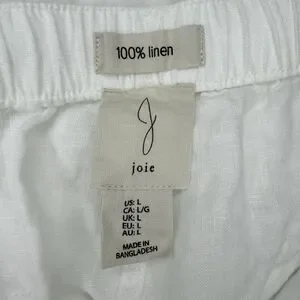 100% linen
J
joie
US: L
CA: L/G
UK: L
EU: L
AU: L
MADE IN
BANGLADESH